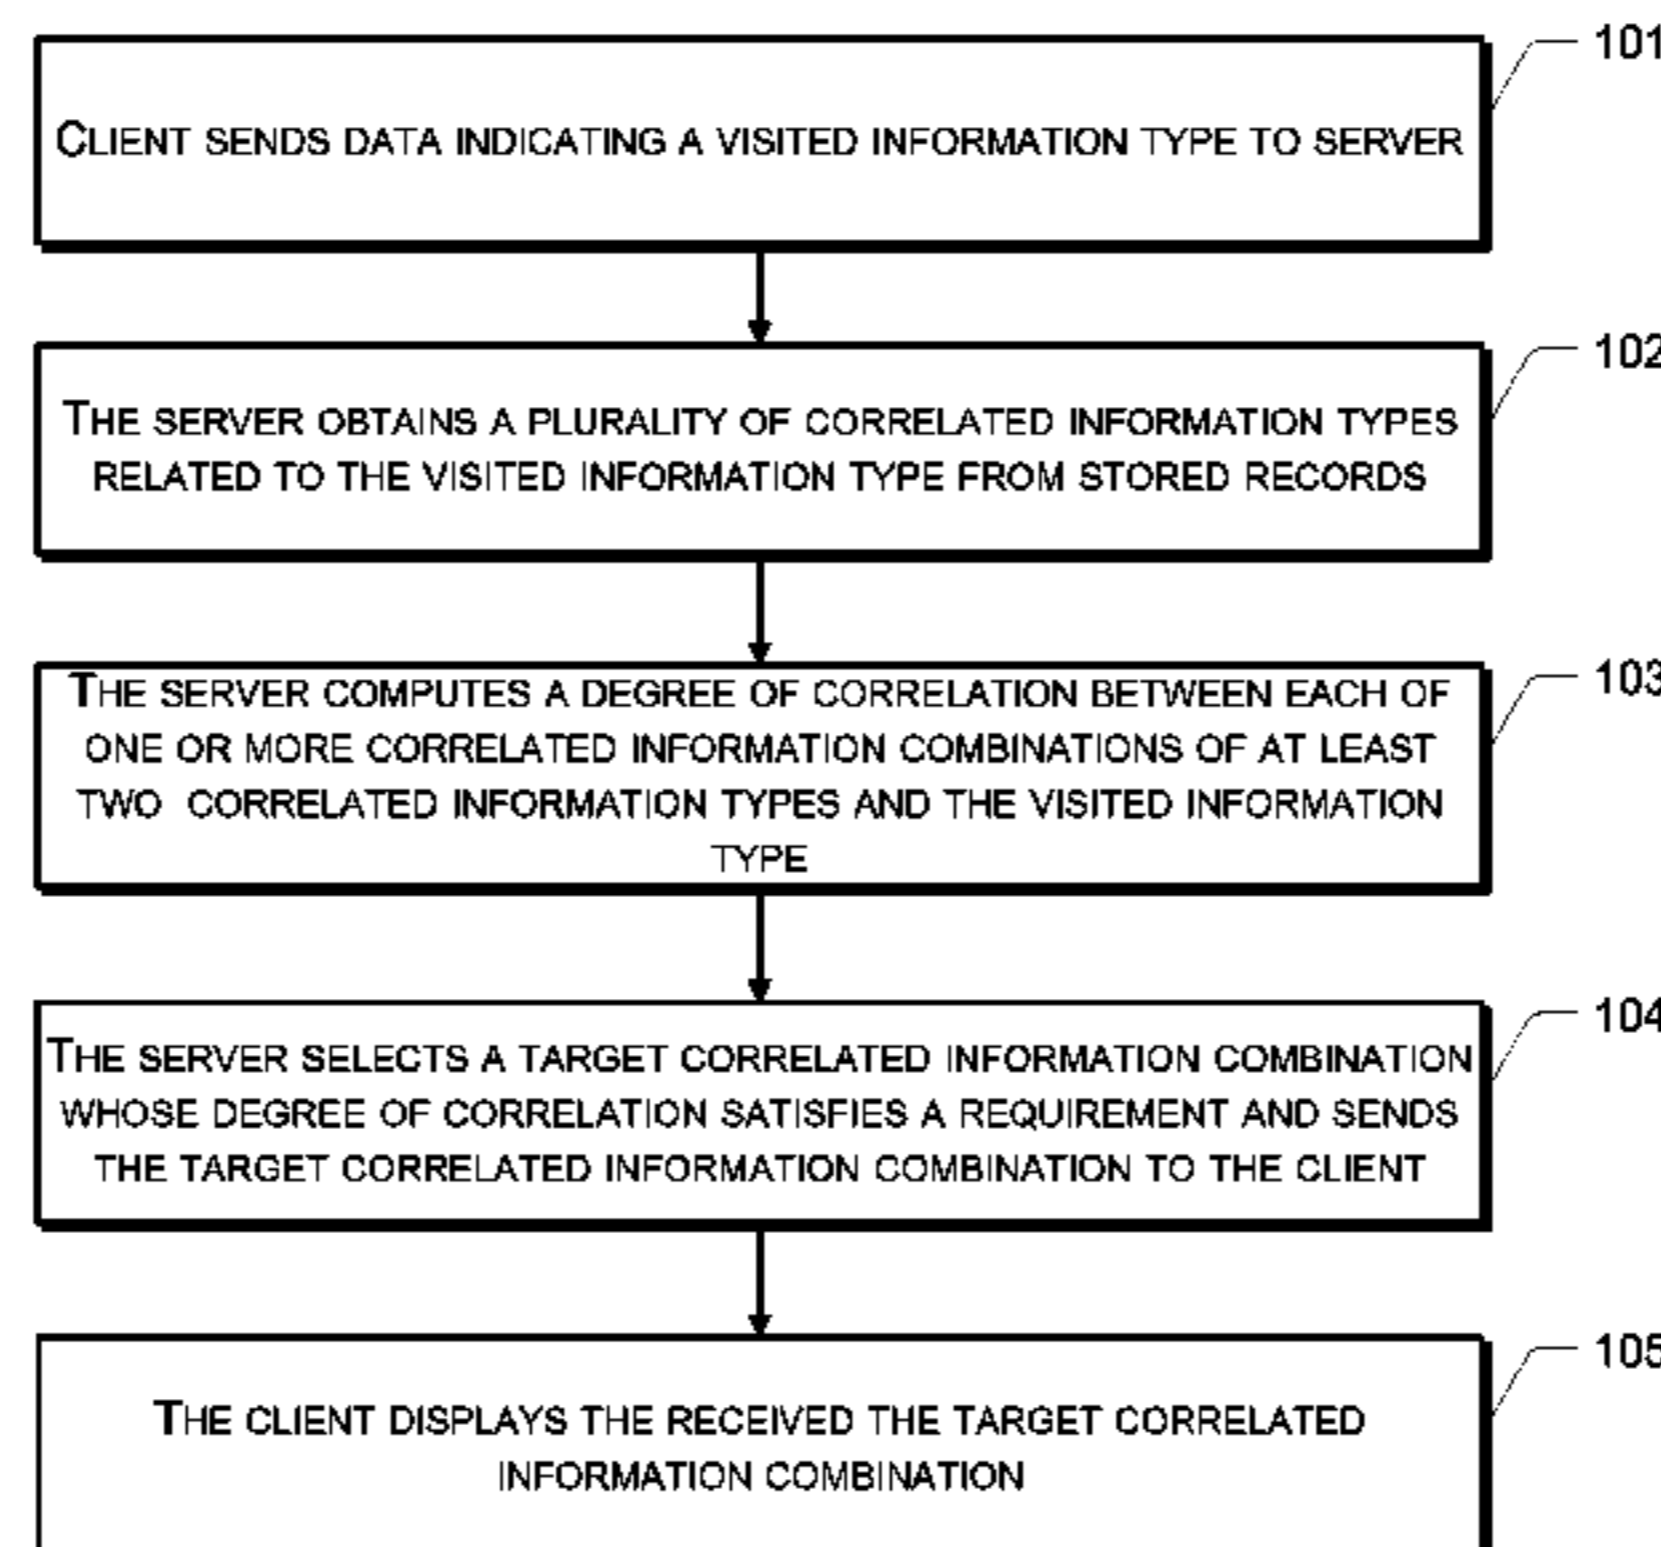 101
CLIENT SENDS DATA INDICATING A VISITED INFORMATION TYPE TO SERVER
102
THE SERVER OBTAINS A PLURALITY OF CORRELATED INFORMATION TYPES
RELATED TO THE VISITED INFORMATION TYPE FROM STORED RECORDS
103
THE SERVER COMPUTES A DEGREE OF CORRELATION BETWEEN EACH OF
ONE OR MORE CORRELATED INFORMATION COMBINATIONS OF AT LEAST
TWO CORRELATED INFORMATION TYPES AND THE VISITED INFORMATION
TYPE
104
THE SERVER SELECTS A TARGET CORRELATED INFORMATION COMBINATION
WHOSE DEGREE OF CORRELATION SATISFIES A REQUIREMENT AND SENDS
THE TARGET CORRELATED INFORMATION COMBINATION TO THE CLIENT
105
THE CLIENT DISPLAYS THE RECEIVED THE TARGET CORRELATED
INFORMATION COMBINATION